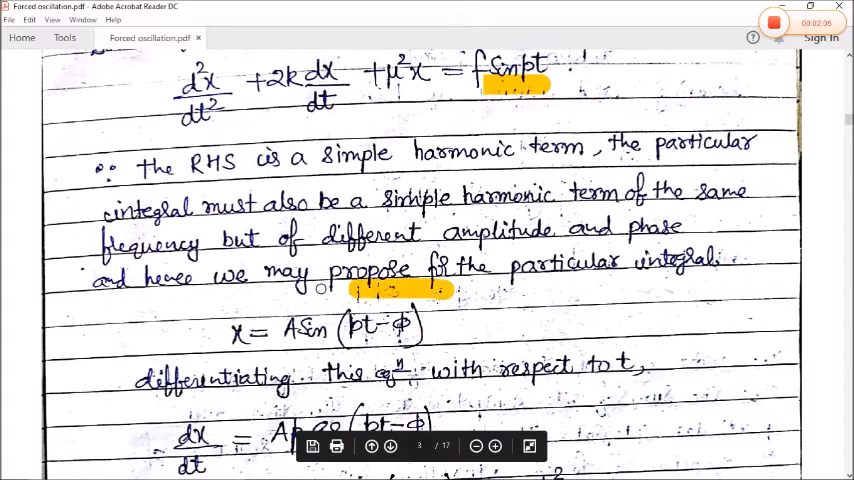 Forced oscillation.pdf - Adobe Acrobat Reader DC
File Edit View Window Help
00:02:05
Home Tools Forced oscillation.pdf × Sign In
d²x/dt² + 2k dx/dt + μ²x = f Sin pt
∵ the RHS is a simple harmonic term, the particular
integral must also be a simple harmonic term of the same
frequency but of different amplitude and phase
and hence we may propose for the particular integral.
x = A Sin (pt-φ)
differentiating this eqn with respect to t,
dx/dt = Ap cos (pt-φ)
3 / 17